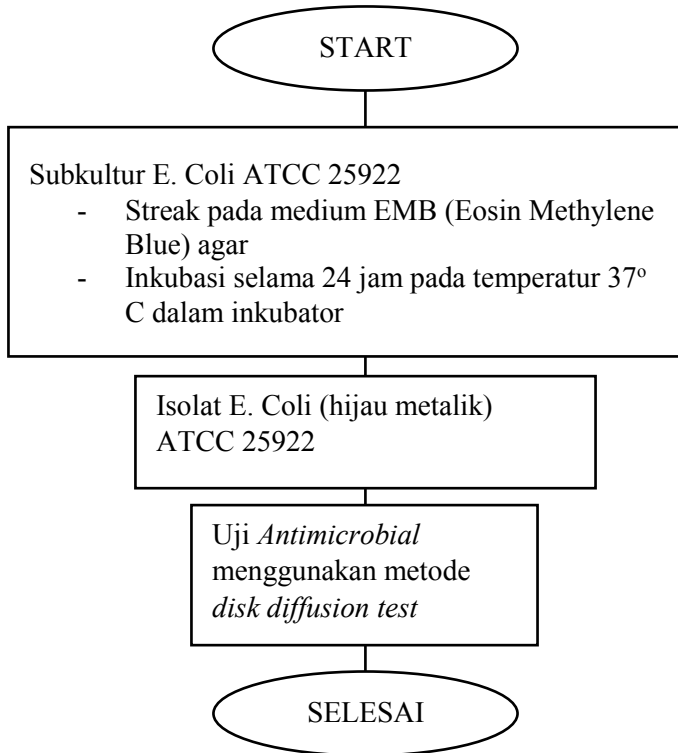 START
Subkultur E. Coli ATCC 25922
- Streak pada medium EMB (Eosin Methylene
Blue) agar
- Inkubasi selama 24 jam pada temperatur 37º
C dalam inkubator
Isolat E. Coli (hijau metalik)
ATCC 25922
Uji Antimicrobial
menggunakan metode
disk diffusion test
SELESAI